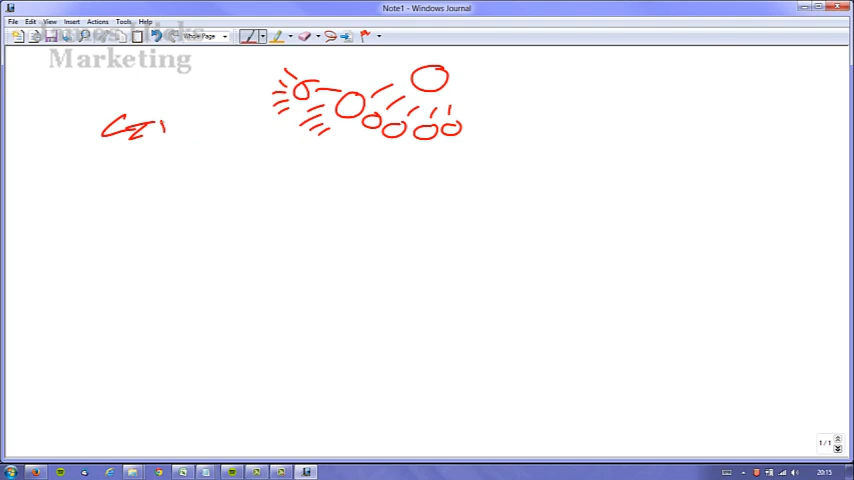 Note1 - Windows Journal
File Edit View Insert Actions Tools Help
Whole Page
Marketing
1/1
20:15